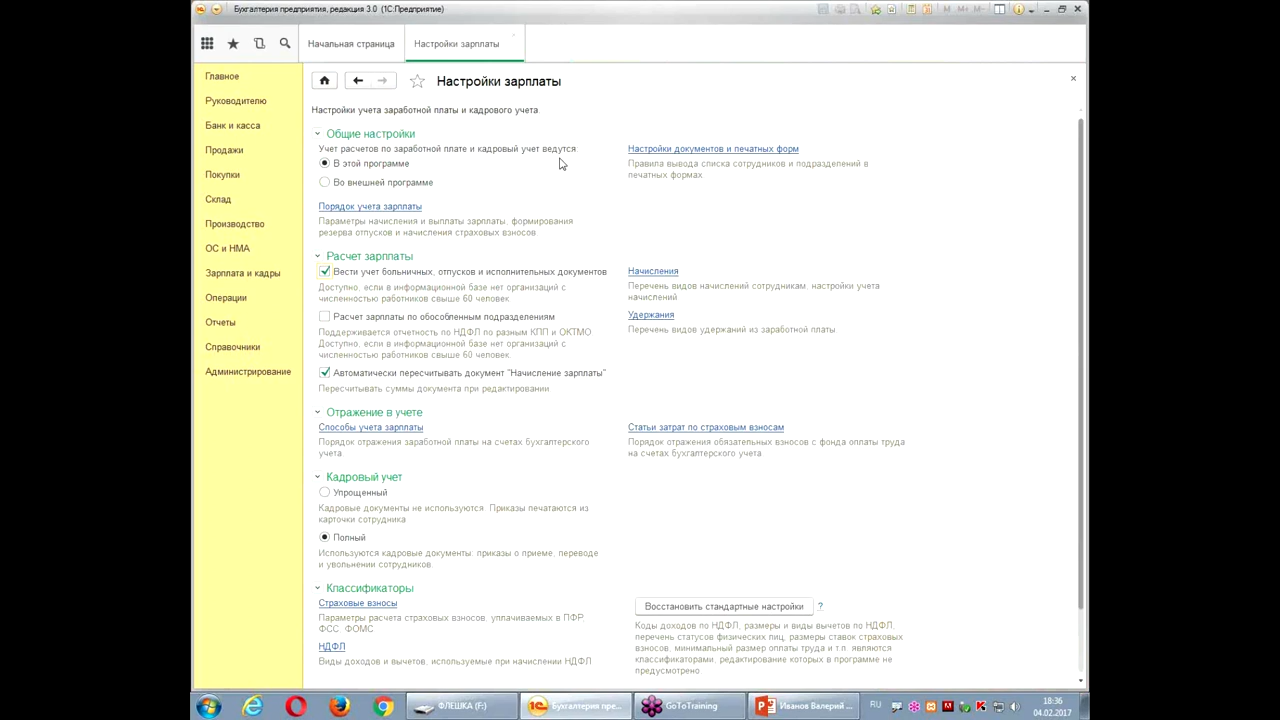 Бухгалтерия предприятия, редакция 3.0 (1С:Предприятие)
M M+ M-
Начальная страница
Настройки зарплаты
Главное
Руководителю
Банк и касса
Продажи
Покупки
Склад
Производство
ОС и НМА
Зарплата и кадры
Операции
Отчеты
Справочники
Администрирование
Настройки зарплаты
Настройки учета заработной платы и кадрового учета
Общие настройки
Учет расчетов по заработной плате и кадровый учет ведутся:
В этой программе
Во внешней программе
Настройки документов и печатных форм
Правила вывода списка сотрудников и подразделений в
печатных формах
Порядок учета зарплаты
Параметры начисления и выплаты зарплаты, формирования
резерва отпусков и начисления страховых взносов
Расчет зарплаты
Вести учет больничных, отпусков и исполнительных документов
Доступно, если в информационной базе нет организаций с
численностью работников свыше 60 человек
Расчет зарплаты по обособленным подразделениям
Поддерживается отчетность по НДФЛ по разным КПП и ОКТМО
Доступно, если в информационной базе нет организаций с
численностью работников свыше 60 человек.
Автоматически пересчитывать документ "Начисление зарплаты"
Пересчитывать суммы документа при редактировании
Начисления
Перечень видов начислений сотрудникам, настройки учета
начислений
Удержания
Перечень видов удержаний из заработной платы
Отражение в учете
Способы учета зарплаты
Порядок отражения заработной платы на счетах бухгалтерского
учета
Статьи затрат по страховым взносам
Порядок отражения обязательных взносов с фонда оплаты труда
на счетах бухгалтерского учета
Кадровый учет
Упрощенный
Кадровые документы не используются. Приказы печатаются из
карточки сотрудника
Полный
Используются кадровые документы: приказы о приеме, переводе
и увольнении сотрудников.
Классификаторы
Страховые взносы
Параметры расчета страховых взносов, уплачиваемых в ПФР,
ФСС, ФОМС
НДФЛ
Виды доходов и вычетов, используемые при начислении НДФЛ
Восстановить стандартные настройки ?
Коды доходов по НДФЛ, размеры и виды вычетов по НДФЛ,
перечень статусов физических лиц, размеры ставок страховых
взносов, минимальный размер оплаты труда и т.п. являются
классификаторами, редактирование которых в программе не
предусмотрено
ФЛЕШКА (F:)
Бухгалтерия пре...
GoToTraining
Иванов Валерий ...
RU
18:36
04.02.2017